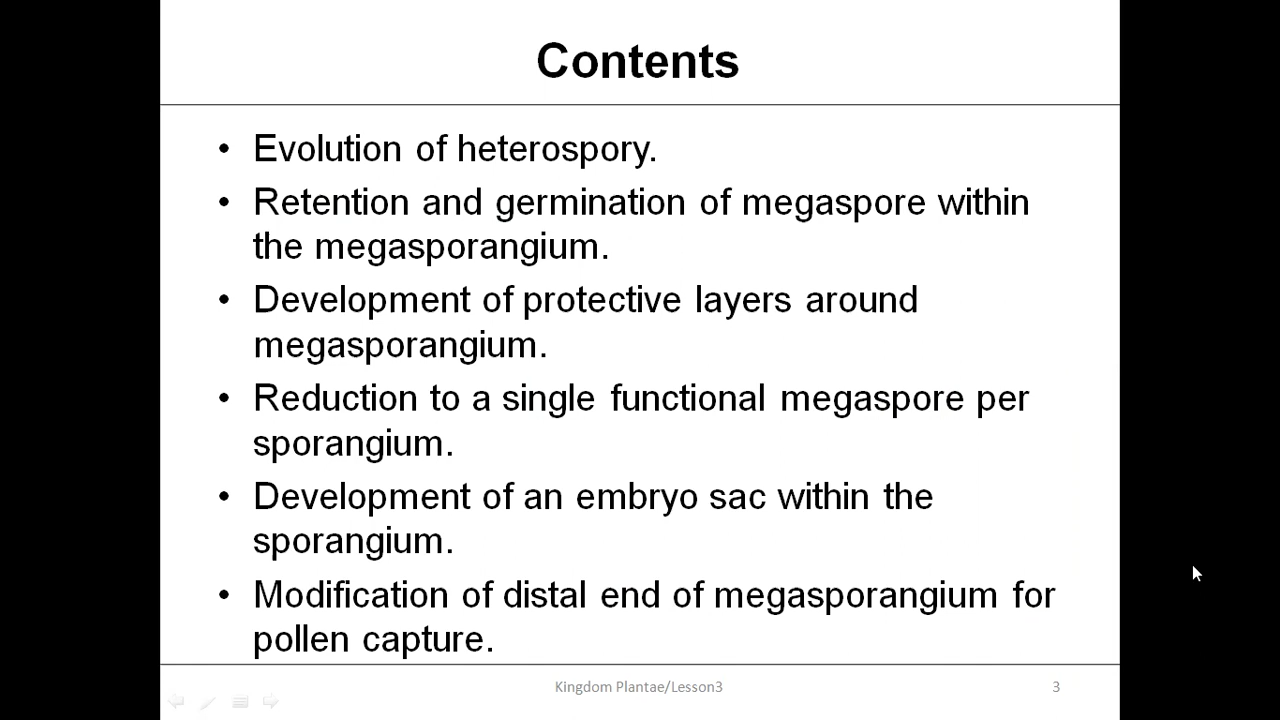 Contents
• Evolution of heterospory.
• Retention and germination of megaspore within
the megasporangium.
• Development of protective layers around
megasporangium.
• Reduction to a single functional megaspore per
sporangium.
• Development of an embryo sac within the
sporangium.
• Modification of distal end of megasporangium for
pollen capture.
Kingdom Plantae/Lesson3
3